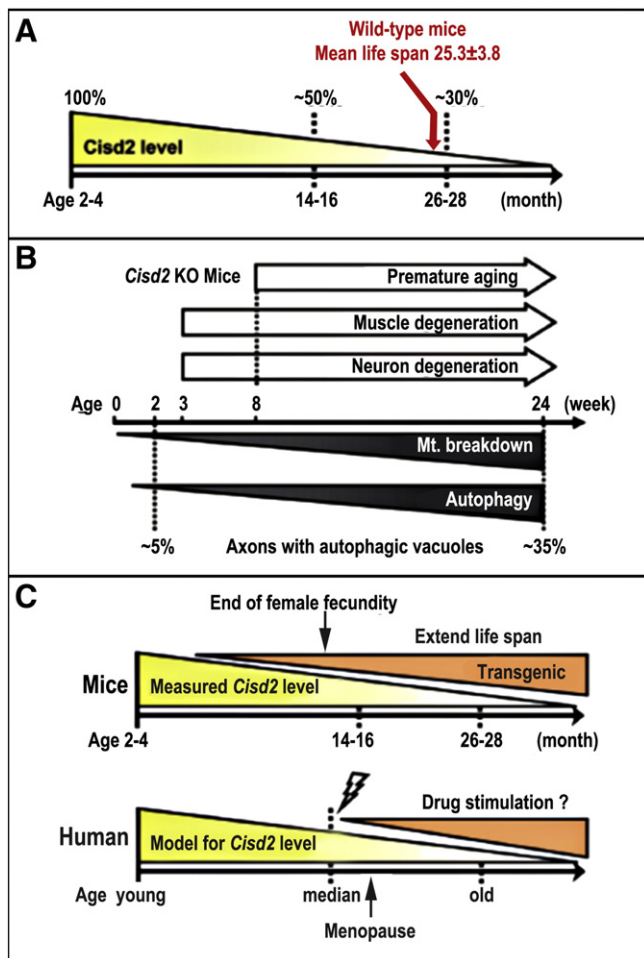 A
Wild-type mice
Mean life span 25.3±3.8
100%
~50%
~30%
Cisd2 level
Age 2-4
14-16
26-28
(month)
B
Cisd2 KO Mice
Premature aging
Muscle degeneration
Neuron degeneration
Age 0 2 3 8 24 (week)
Mt. breakdown
Autophagy
~5% Axons with autophagic vacuoles ~35%
C
End of female fecundity
Extend life span
Transgenic
Mice
Measured Cisd2 level
Age 2-4
14-16
26-28
(month)
Drug stimulation ?
Human
Model for Cisd2 level
Age young
median
old
Menopause